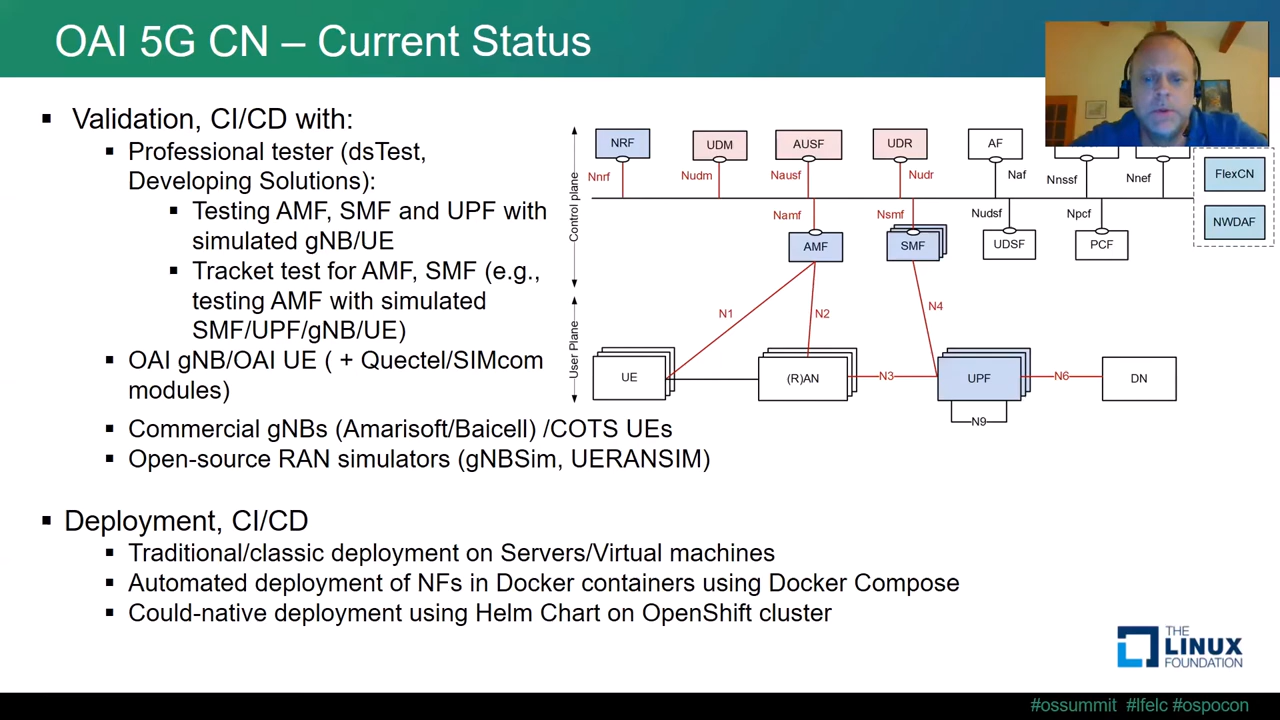 OAI 5G CN – Current Status
▪ Validation, CI/CD with:
▪ Professional tester (dsTest,
Developing Solutions):
▪ Testing AMF, SMF and UPF with
simulated gNB/UE
▪ Tracket test for AMF, SMF (e.g.,
testing AMF with simulated
SMF/UPF/gNB/UE)
▪ OAI gNB/OAI UE ( + Quectel/SIMcom
modules)
▪ Commercial gNBs (Amarisoft/Baicell) /COTS UEs
▪ Open-source RAN simulators (gNBSim, UERANSIM)
▪ Deployment, CI/CD
▪ Traditional/classic deployment on Servers/Virtual machines
▪ Automated deployment of NFs in Docker containers using Docker Compose
▪ Could-native deployment using Helm Chart on OpenShift cluster
Control plane
User Plane
NRF UDM AUSF UDR AF
Nnrf Nudm Nausf Nudr Naf Nnssf Nnef
FlexCN
NWDAF
Namf Nsmf Nudsf Npcf
AMF SMF UDSF PCF
N1 N2 N4
UE (R)AN N3 UPF N6 DN
N9
THE
LINUX
FOUNDATION
#ossummit #lfelc #ospocon